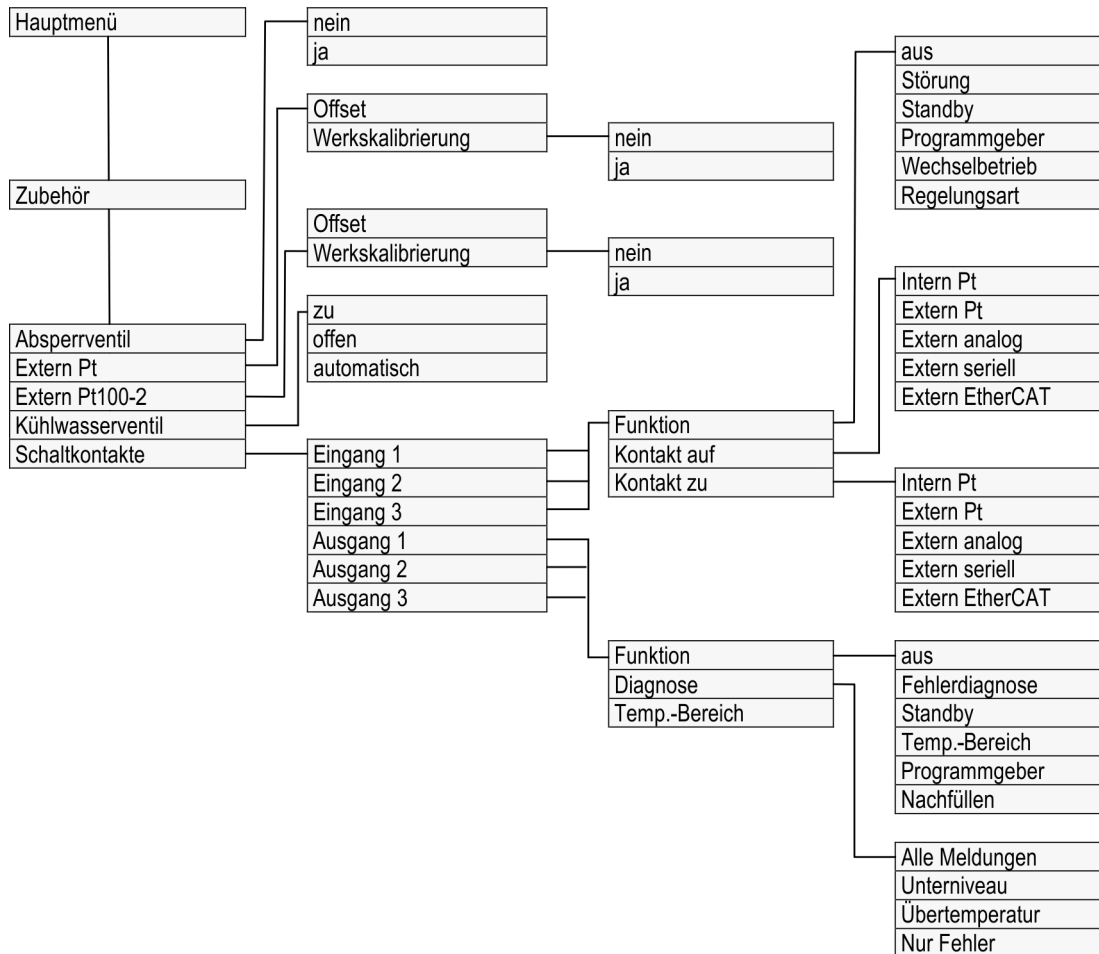 Hauptmenü
Zubehör
Absperrventil
Extern Pt
Extern Pt100-2
Kühlwasserventil
Schaltkontakte
nein
ja
Offset
Werkskalibrierung
Offset
Werkskalibrierung
zu
offen
automatisch
Eingang 1
Eingang 2
Eingang 3
Ausgang 1
Ausgang 2
Ausgang 3
nein
ja
nein
ja
Funktion
Kontakt auf
Kontakt zu
Funktion
Diagnose
Temp.-Bereich
aus
Störung
Standby
Programmgeber
Wechselbetrieb
Regelungsart
Intern Pt
Extern Pt
Extern analog
Extern seriell
Extern EtherCAT
Intern Pt
Extern Pt
Extern analog
Extern seriell
Extern EtherCAT
aus
Fehlerdiagnose
Standby
Temp.-Bereich
Programmgeber
Nachfüllen
Alle Meldungen
Unterniveau
Übertemperatur
Nur Fehler